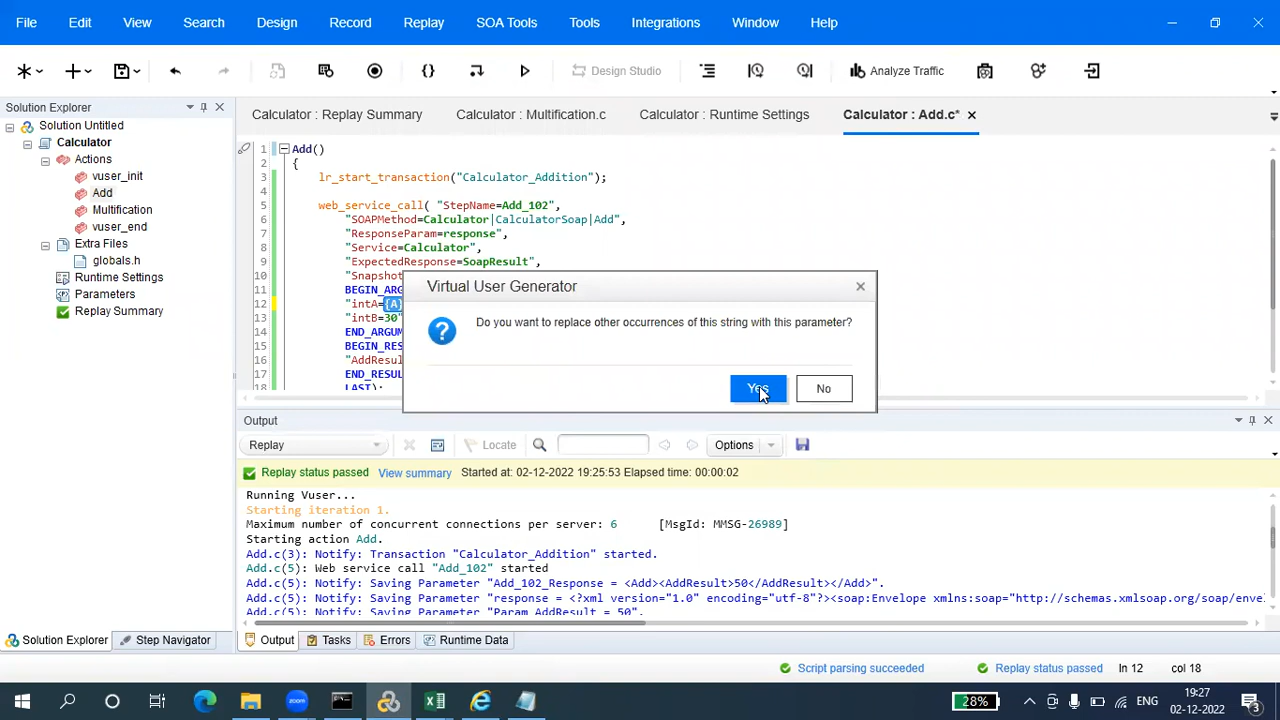 File Edit View Search Design Record Replay SOA Tools Tools Integrations Window Help
Design Studio Analyze Traffic
Solution Explorer
Solution Untitled
Calculator
Actions
vuser_init
Add
Multification
vuser_end
Extra Files
globals.h
Runtime Settings
Parameters
Replay Summary
Calculator : Replay Summary Calculator : Multification.c Calculator : Runtime Settings Calculator : Add.c*
1 Add()
2 {
3 lr_start_transaction("Calculator_Addition");
4
5 web_service_call( "StepName=Add_102",
6 "SOAPMethod=Calculator|CalculatorSoap|Add",
7 "ResponseParam=response",
8 "Service=Calculator",
9 "ExpectedResponse=SoapResult",
10 "Snapshot
11 BEGIN_ARG
12 "intA={A}
13 "intB=30"
14 END_ARGUM
15 BEGIN_RES
16 "AddResul
17 END_RESUL
18 LAST);
Virtual User Generator
Do you want to replace other occurrences of this string with this parameter?
Yes No
Output
Replay Locate Options
Replay status passed View summary Started at: 02-12-2022 19:25:53 Elapsed time: 00:00:02
Running Vuser...
Starting iteration 1.
Maximum number of concurrent connections per server: 6 [MsgId: MMSG-26989]
Starting action Add.
Add.c(3): Notify: Transaction "Calculator_Addition" started.
Add.c(5): Web service call "Add_102" started
Add.c(5): Notify: Saving Parameter "Add_102_Response = <Add><AddResult>50</AddResult></Add>".
Add.c(5): Notify: Saving Parameter "response = <?xml version="1.0" encoding="utf-8"?><soap:Envelope xmlns:soap="http://schemas.xmlsoap.org/soap/enve
Add.c(5): Notify: Saving Parameter "Param_AddResult = 50".
Solution Explorer Step Navigator Output Tasks Errors Runtime Data
Script parsing succeeded Replay status passed ln 12 col 18
zoom 28% ENG 19:27
02-12-2022 3